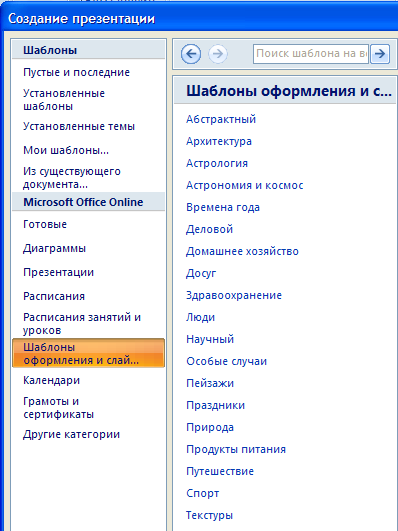 Создание презентации
Шаблоны
Пустые и последние
Установленные
шаблоны
Установленные темы
Мои шаблоны...
Из существующего
документа...
Microsoft Office Online
Готовые
Диаграммы
Презентации
Расписания
Расписания занятий и
уроков
Шаблоны
оформления и слай...
Календари
Грамоты и
сертификаты
Другие категории
Поиск шаблона на в
Шаблоны оформления и с...
Абстрактный
Архитектура
Астрология
Астрономия и космос
Времена года
Деловой
Домашнее хозяйство
Досуг
Здравоохранение
Люди
Научный
Особые случаи
Пейзажи
Праздники
Природа
Продукты питания
Путешествие
Спорт
Текстуры